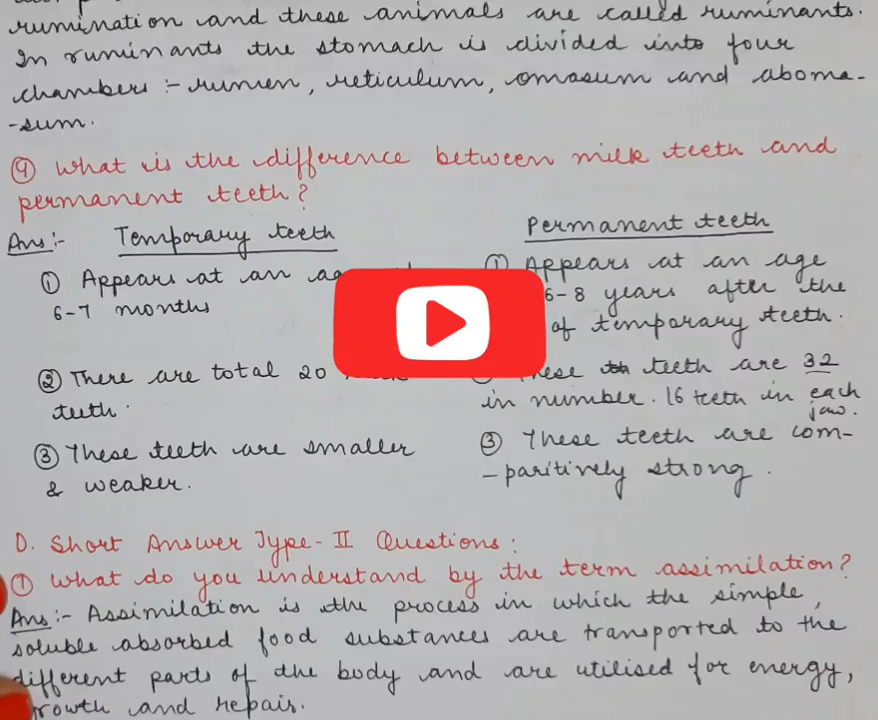 rumination and these animals are called ruminants.
In ruminants the stomach is divided into four
chambers :- rumen, reticulum, omasum and aboma-
-sum.
④ What is the difference between milk teeth and
permanent teeth?
Ans:- Temporary teeth
① Appears at an
6-7 months
② There are total 20
teeth.
③ These teeth are smaller
& weaker.
Permanent teeth
① Appears at an age
6-8 years after the
of temporary teeth.
teeth are 32
in number. 16 teeth in each
jaw.
③ These teeth are com-
-paritively strong.
D. Short Answer Type-II Questions:
① What do you understand by the term assimilation?
Ans:- Assimilation is the process in which the simple,
soluble absorbed food substances are transported to the
different parts of the body and are utilised for energy,
growth and repair.